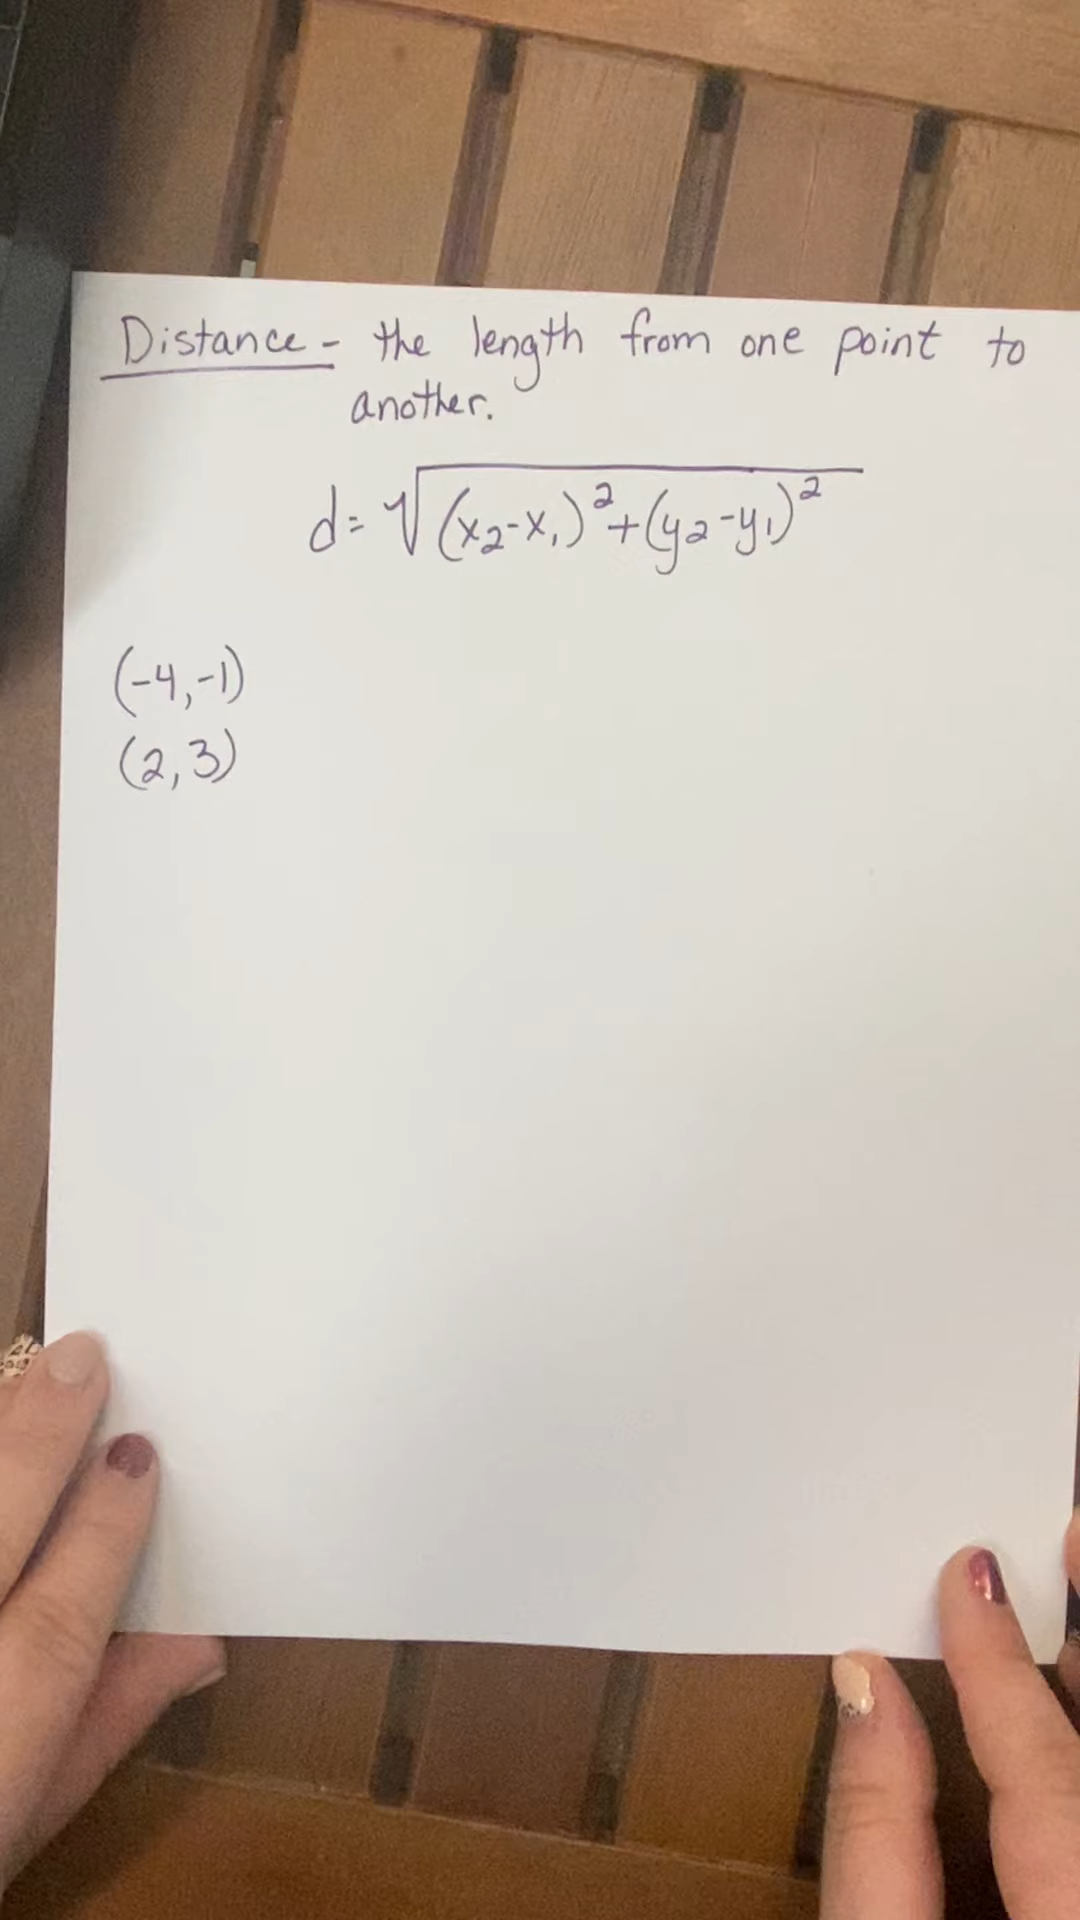 Distance - the length from one point to
another.
d = √(x₂-x₁)² + (y₂-y₁)²
(-4,-1)
(2,3)